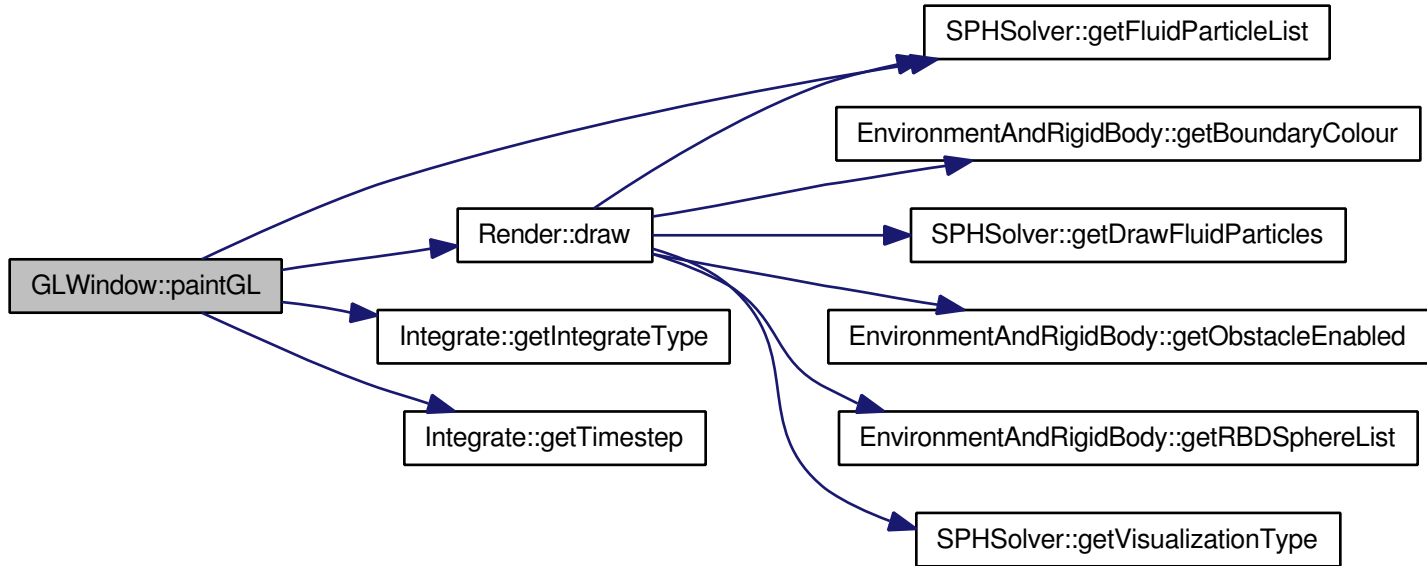 SPHSolver::getFluidParticleList
EnvironmentAndRigidBody::getBoundaryColour
Render::draw
SPHSolver::getDrawFluidParticles
GLWindow::paintGL
Integrate::getIntegrateType
EnvironmentAndRigidBody::getObstacleEnabled
Integrate::getTimestep
EnvironmentAndRigidBody::getRBDSphereList
SPHSolver::getVisualizationType